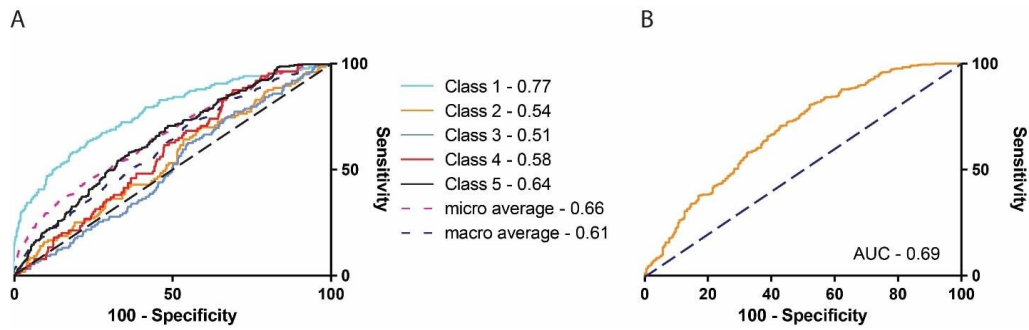 A
100
50
0
Sensitivity
0
50
100
100 - Specificity
Class 1 - 0.77
Class 2 - 0.54
Class 3 - 0.51
Class 4 - 0.58
Class 5 - 0.64
micro average - 0.66
macro average - 0.61
B
100
50
0
Sensitivity
AUC - 0.69
0
20
40
60
80
100
100 - Specificity